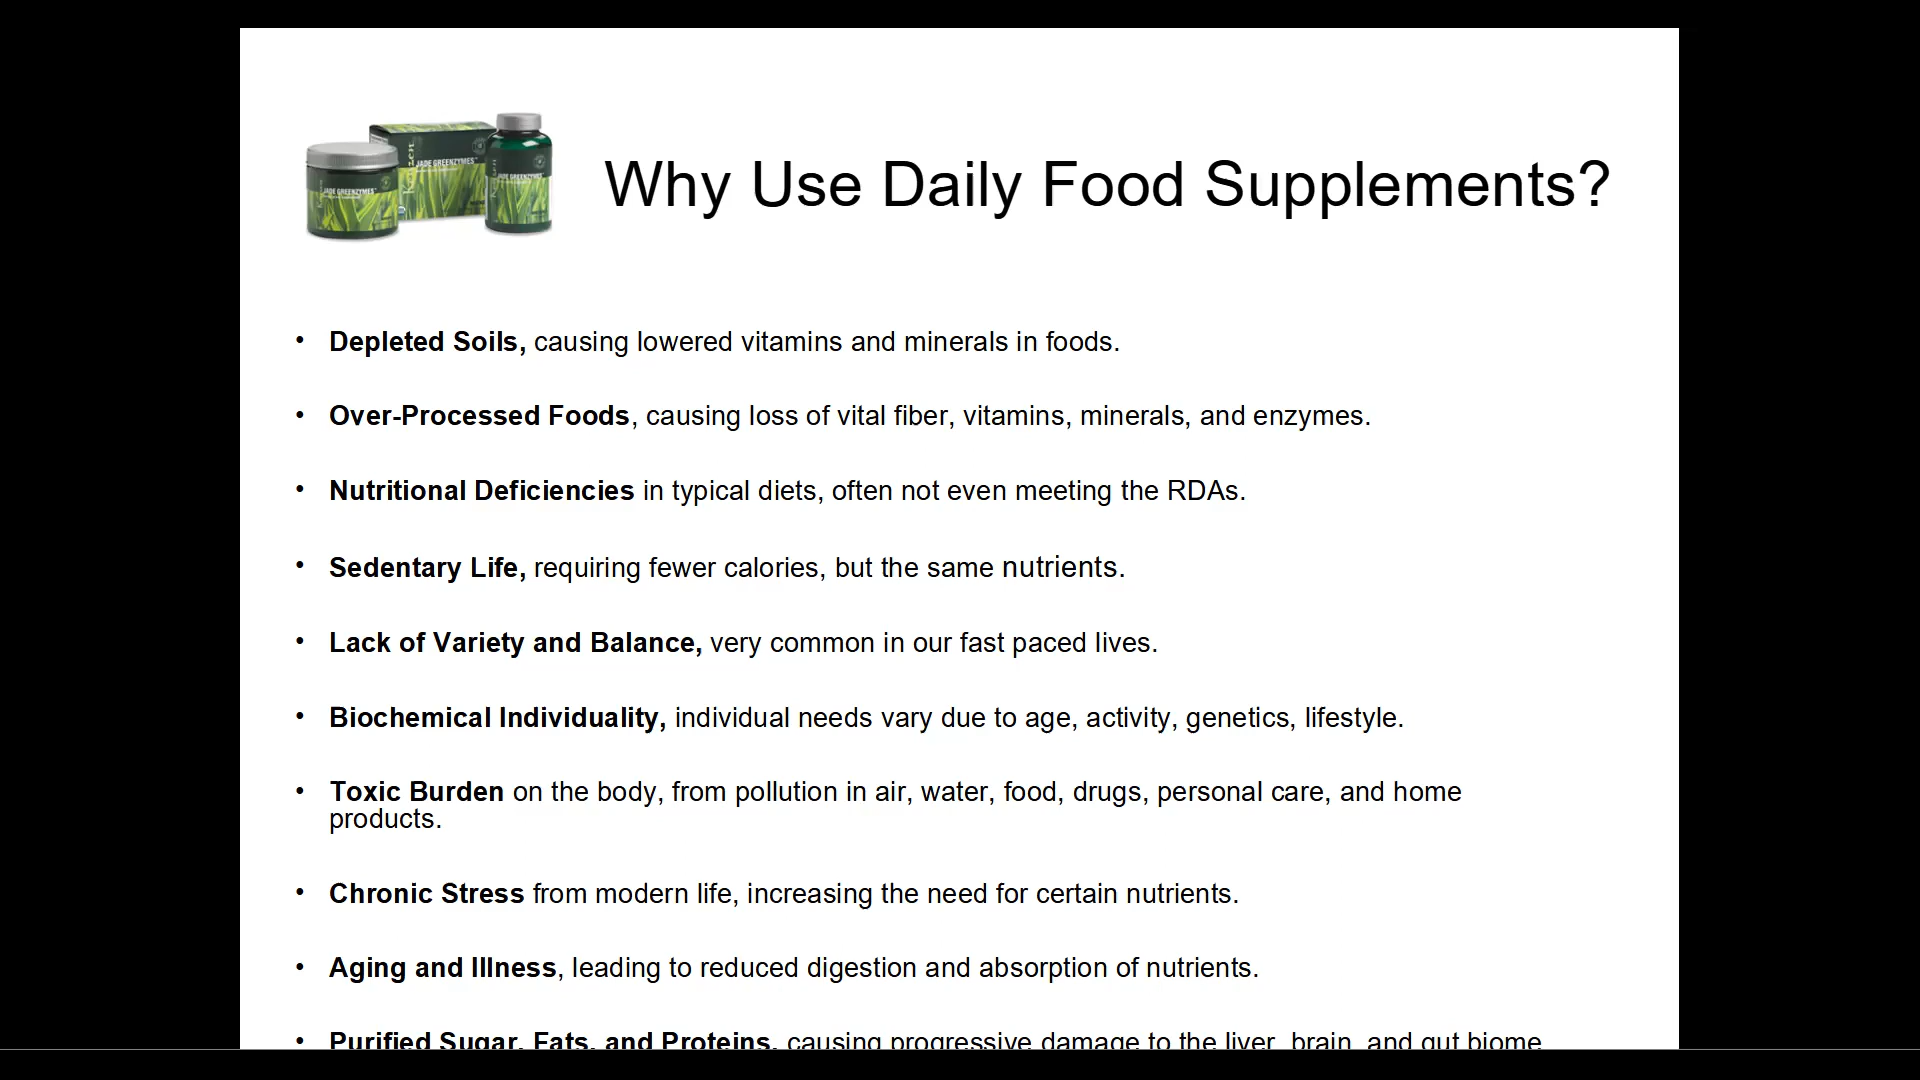 JADE GREENZYMES™
JADE GREENZYMES™
JADE GREENZYMES™
Why Use Daily Food Supplements?
• Depleted Soils, causing lowered vitamins and minerals in foods.
• Over-Processed Foods, causing loss of vital fiber, vitamins, minerals, and enzymes.
• Nutritional Deficiencies in typical diets, often not even meeting the RDAs.
• Sedentary Life, requiring fewer calories, but the same nutrients.
• Lack of Variety and Balance, very common in our fast paced lives.
• Biochemical Individuality, individual needs vary due to age, activity, genetics, lifestyle.
• Toxic Burden on the body, from pollution in air, water, food, drugs, personal care, and home
products.
• Chronic Stress from modern life, increasing the need for certain nutrients.
• Aging and Illness, leading to reduced digestion and absorption of nutrients.
• Purified Sugar, Fats, and Proteins, causing progressive damage to the liver, brain, and gut biome